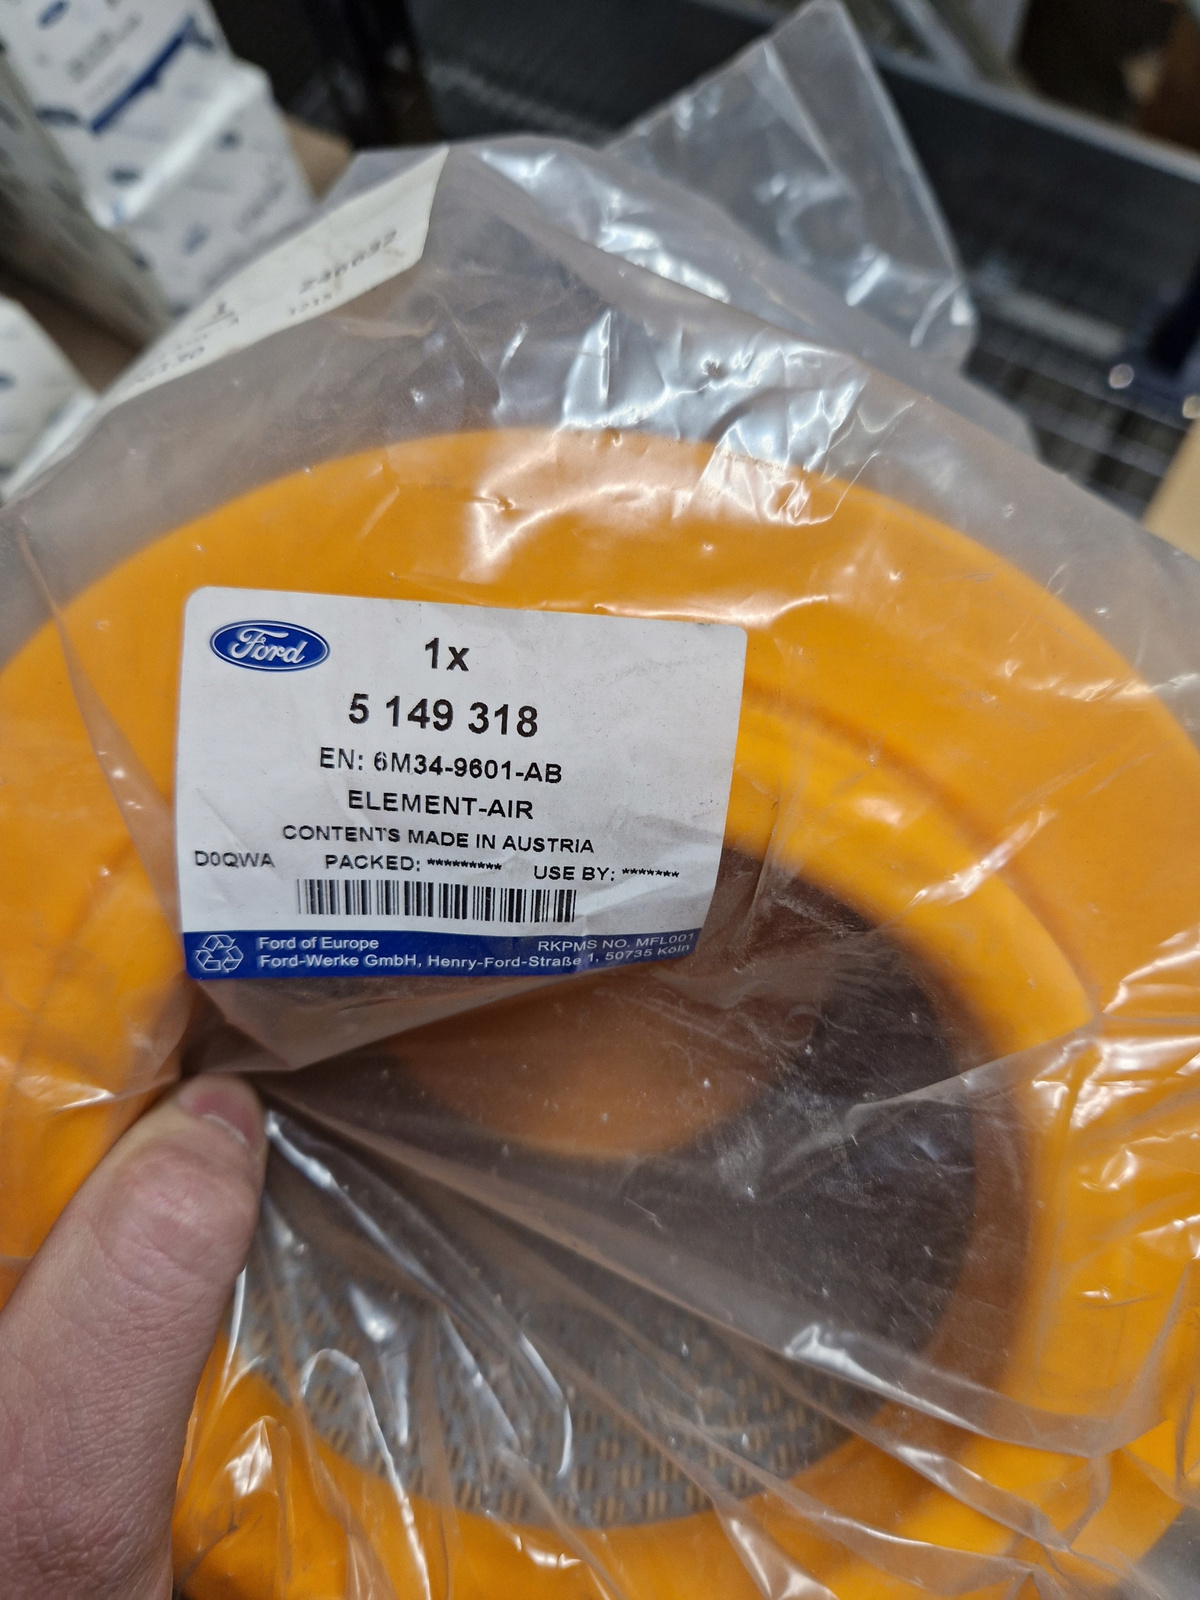 Ford
1x
5 149 318
EN: 6M34-9601-AB
ELEMENT-AIR
CONTENTS MADE IN AUSTRIA
D0QWA PACKED: ********* USE BY: *******
Ford of Europe RKPMS NO. MFL001
Ford-Werke GmbH, Henry-Ford-Straße 1, 50735 Köln